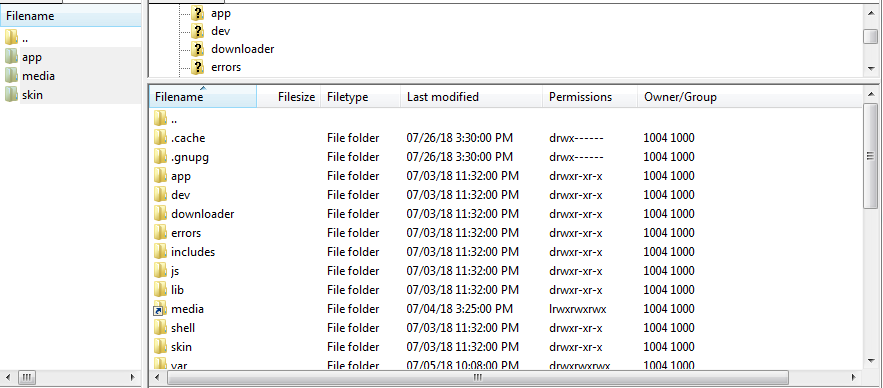 Filename
..
app
media
skin
app
dev
downloader
errors
Filename Filesize Filetype Last modified Permissions Owner/Group
..
.cache File folder 07/26/18 3:30:00 PM drwx------ 1004 1000
.gnupg File folder 07/26/18 3:30:00 PM drwx------ 1004 1000
app File folder 07/03/18 11:32:00 PM drwxr-xr-x 1004 1000
dev File folder 07/03/18 11:32:00 PM drwxr-xr-x 1004 1000
downloader File folder 07/03/18 11:32:00 PM drwxr-xr-x 1004 1000
errors File folder 07/03/18 11:32:00 PM drwxr-xr-x 1004 1000
includes File folder 07/03/18 11:32:00 PM drwxr-xr-x 1004 1000
js File folder 07/03/18 11:32:00 PM drwxr-xr-x 1004 1000
lib File folder 07/03/18 11:32:00 PM drwxr-xr-x 1004 1000
media File folder 07/04/18 3:25:00 PM lrwxrwxrwx 1004 1000
shell File folder 07/03/18 11:32:00 PM drwxr-xr-x 1004 1000
skin File folder 07/03/18 11:32:00 PM drwxr-xr-x 1004 1000
var File folder 07/05/18 10:08:00 PM drwxrwxrwx 1004 1000